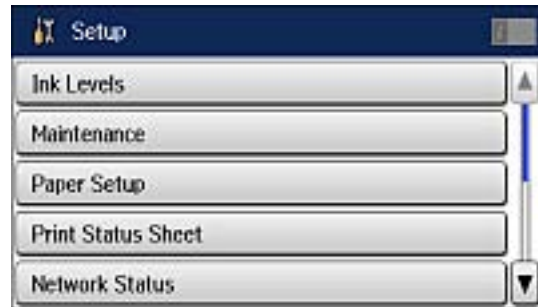 Setup
Ink Levels
Maintenance
Paper Setup
Print Status Sheet
Network Status